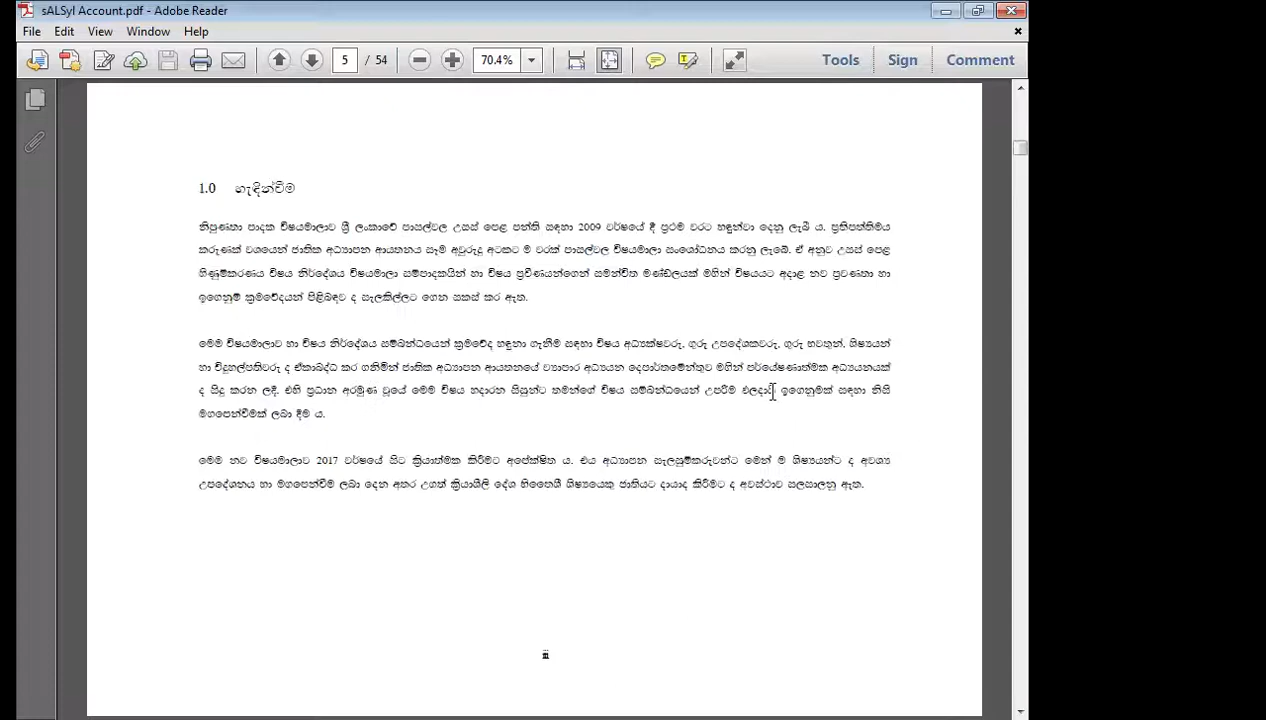 sALSyl Account.pdf - Adobe Reader
File Edit View Window Help
5 / 54 70.4% Tools Sign Comment
1.0 හැඳින්වීම
නිපුණතා පාදක විෂයමාලාව ශ්‍රී ලංකාවේ පාසල්වල උසස් පෙළ පන්ති සඳහා 2009 වර්ෂයේ දී ප්‍රථම වරට හඳුන්වා දෙනු ලැබී ය. ප්‍රතිපත්තිමය
කරුණක් වශයෙන් ජාතික අධ්‍යාපන ආයතනය සෑම අවුරුදු අටකට ම වරක් පාසල්වල විෂයමාලා සංශෝධනය කරනු ලැබේ. ඒ අනුව උසස් පෙළ
ගිණුම්කරණය විෂය නිර්දේශය විෂයමාලා සම්පාදකයින් හා විෂය ප්‍රවීණයන්ගෙන් සමන්විත මණ්ඩලයක් මගින් විෂයයට අදාළ නව ප්‍රවණතා හා
ඉගෙනුම් ක්‍රමවේදයන් පිළිබඳව ද සැලකිල්ලට ගෙන සකස් කර ඇත.
මෙම විෂයමාලාව හා විෂය නිර්දේශය සම්බන්ධයෙන් ක්‍රමවේද හඳුනා ගැනීම සඳහා විෂය අධ්‍යක්ෂවරු, ගුරු උපදේශකවරු, ගුරු භවතුන්, ශිෂ්‍යයන්
හා විදුහල්පතිවරු ද ඒකාබද්ධ කර ගනිමින් ජාතික අධ්‍යාපන ආයතනයේ ව්‍යාපාර අධ්‍යයන දෙපාර්තමේන්තුව මගින් පර්යේෂණාත්මක අධ්‍යයනයක්
ද සිදු කරන ලදී. එහි ප්‍රධාන අරමුණ වූයේ මෙම විෂය හදාරන සිසුන්ට තමන්ගේ විෂය සම්බන්ධයෙන් උපරිම ඵලදායී ඉගෙනුමක් සඳහා නිසි
මගපෙන්වීමක් ලබා දීම ය.
මෙම නව විෂයමාලාව 2017 වර්ෂයේ සිට ක්‍රියාත්මක කිරීමට අපේක්ෂිත ය. එය අධ්‍යාපන සැලසුම්කරුවන්ට මෙන් ම ශිෂ්‍යයන්ට ද අවශ්‍ය
උපදේශනය හා මගපෙන්වීම ලබා දෙන අතර උගත් ක්‍රියාශීලී දේශ හිතෛශී ශිෂ්‍යයෙකු ජාතියට දායාද කිරීමට ද අවස්ථාව සලසාලනු ඇත.